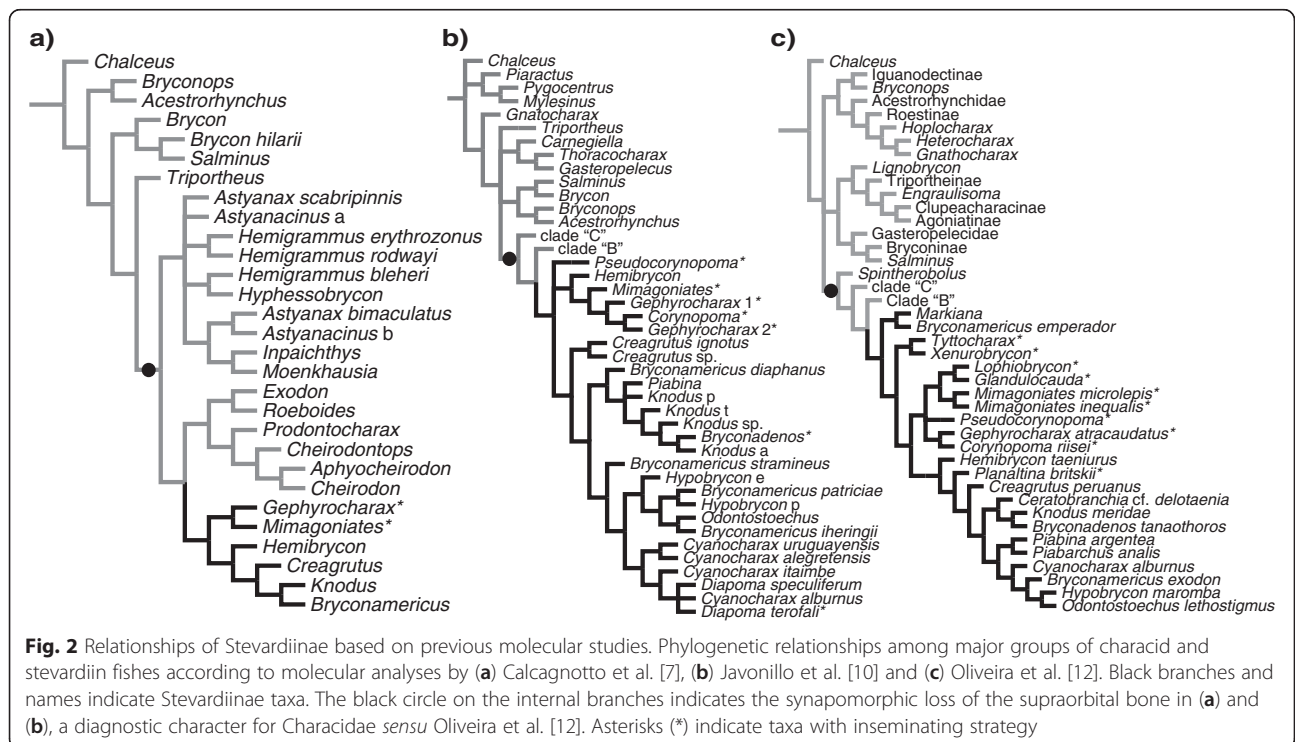 a)
Chalceus
Bryconops
Acestrorhynchus
Brycon
Brycon hilarii
Salminus
Triportheus
Astyanax scabripinnis
Astyanacinus a
Hemigrammus erythrozonus
Hemigrammus rodwayi
Hemigrammus bleheri
Hyphessobrycon
Astyanax bimaculatus
Astyanacinus b
Inpaichthys
Moenkhausia
Exodon
Roeboides
Prodontocharax
Cheirodontops
Aphyocheirodon
Cheirodon
Gephyrocharax*
Mimagoniates*
Hemibrycon
Creagrutus
Knodus
Bryconamericus
b)
Chalceus
Piaractus
Pygocentrus
Mylesinus
Gnatocharax
Triportheus
Carnegiella
Thoracocharax
Gasteropelecus
Salminus
Brycon
Bryconops
Acestrorhynchus
clade "C"
clade "B"
Pseudocorynopoma*
Hemibrycon
Mimagoniates*
Gephyrocharax 1*
Corynopoma*
Gephyrocharax 2*
Creagrutus ignotus
Creagrutus sp.
Bryconamericus diaphanus
Piabina
Knodus p
Knodus t
Knodus sp.
Bryconadenos*
Knodus a
Bryconamericus stramineus
Hypobrycon e
Bryconamericus patriciae
Hypobrycon p
Odontostoechus
Bryconamericus iheringii
Cyanocharax uruguayensis
Cyanocharax alegretensis
Cyanocharax itaimbe
Diapoma speculiferum
Cyanocharax alburnus
Diapoma terofali*
c)
Chalceus
Iguanodectinae
Bryconops
Acestrorhynchidae
Roestinae
Hoplocharax
Heterocharax
Gnathocharax
Lignobrycon
Triportheinae
Engraulisoma
Clupeacharacinae
Agoniatinae
Gasteropelecidae
Bryconinae
Salminus
Spintherobolus
clade "C"
Clade "B"
Markiana
Bryconamericus emperador
Tyttocharax*
Xenurobrycon*
Lophiobrycon*
Glandulocauda*
Mimagoniates microlepis*
Mimagoniates inequalis*
Pseudocorynopoma*
Gephyrocharax atracaudatus*
Corynopoma riisei*
Hemibrycon taeniurus
Planaltina britskii*
Creagrutus peruanus
Ceratobranchia cf. delotaenia
Knodus meridae
Bryconadenos tanaothoros
Piabina argentea
Piabarchus analis
Cyanocharax alburnus
Bryconamericus exodon
Hypobrycon maromba
Odontostoechus lethostigmus
Fig. 2 Relationships of Stevardiinae based on previous molecular studies. Phylogenetic relationships among major groups of characid and
stevardiin fishes according to molecular analyses by (a) Calcagnotto et al. [7], (b) Javonillo et al. [10] and (c) Oliveira et al. [12]. Black branches and
names indicate Stevardiinae taxa. The black circle on the internal branches indicates the synapomorphic loss of the supraorbital bone in (a) and
(b), a diagnostic character for Characidae sensu Oliveira et al. [12]. Asterisks (*) indicate taxa with inseminating strategy